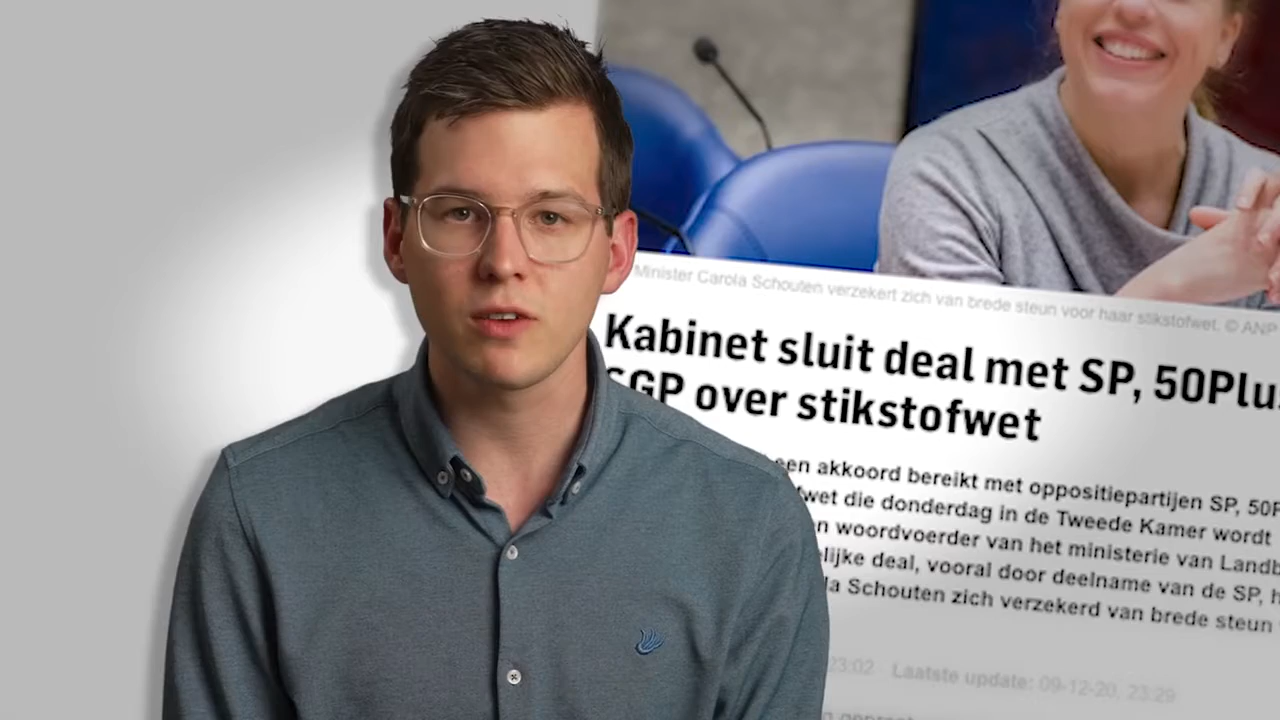 Minister Carola Schouten verzekert zich van brede steun voor haar stikstofwet. © ANP
Kabinet sluit deal met SP, 50Plus
SGP over stikstofwet
een akkoord bereikt met oppositiepartijen SP, 50P
die donderdag in de Tweede Kamer wordt
woordvoerder van het ministerie van Landb
deal, vooral door deelname van de SP, h
Schouten zich verzekerd van brede steun
23:02 Laatste update: 09-12-20, 23:29